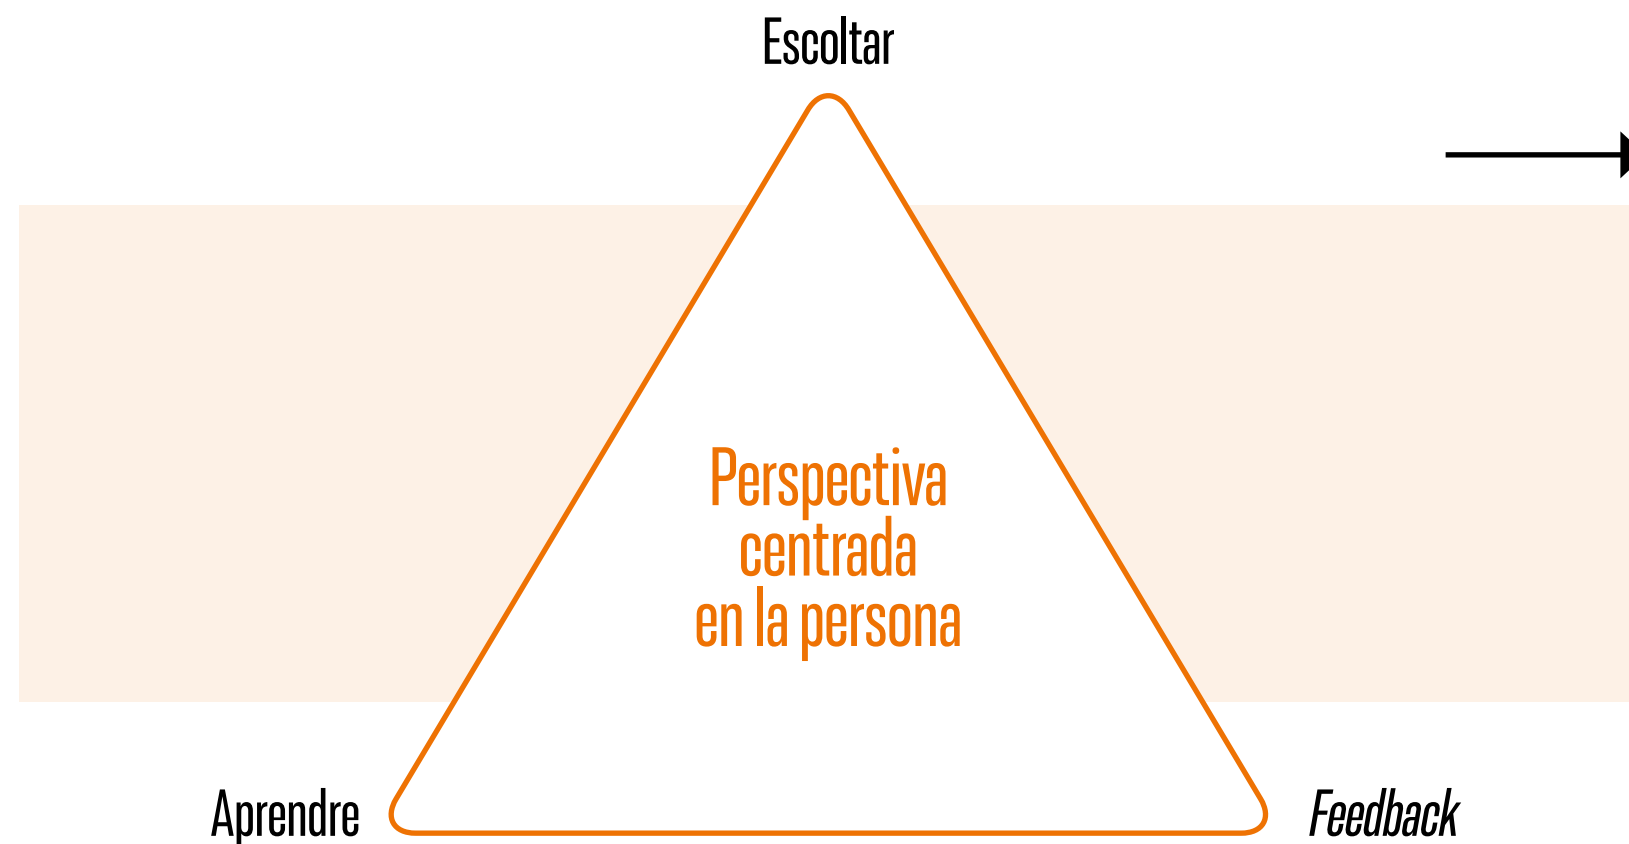 Escoltar
Perspectiva
centrada
en la persona
Aprendre
Feedback